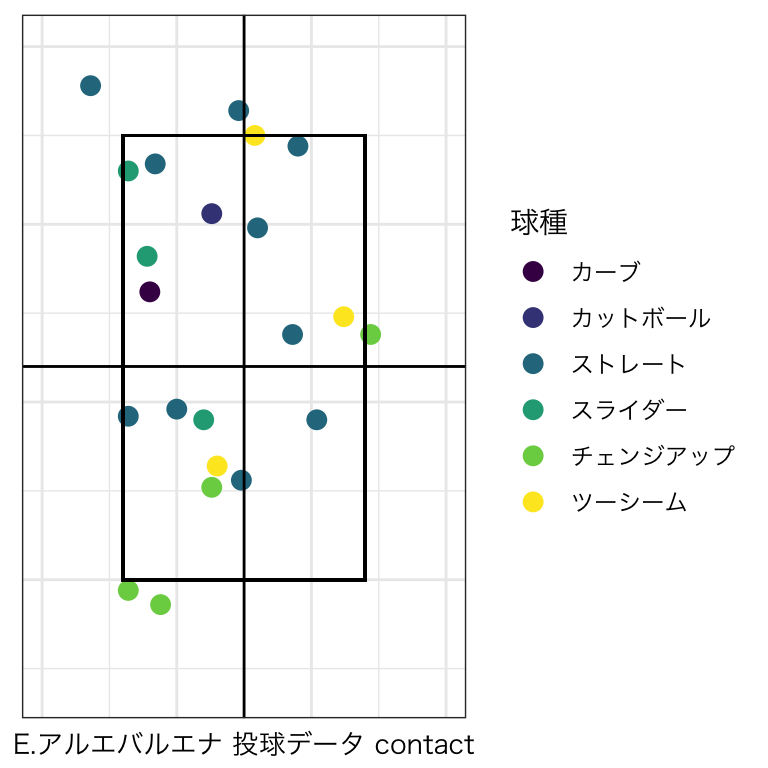 球種
カーブ
カットボール
ストレート
スライダー
チェンジアップ
ツーシーム
E.アルエバルエナ 投球データ contact